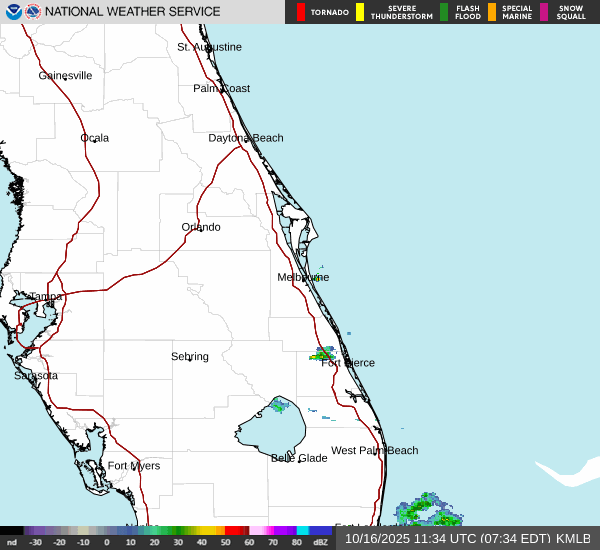 NATIONAL WEATHER SERVICE
TORNADO
SEVERE
THUNDERSTORM
FLASH
FLOOD
SPECIAL
MARINE
SNOW
SQUALL
St. Augustine
Gainesville
Palm Coast
Ocala
Daytona Beach
Orlando
Melbourne
Tampa
Sebring
Fort Pierce
Sarasota
West Palm Beach
Belle Glade
Fort Myers
nd -30 -20 -10 0 10 20 30 40 50 60 70 80 dBZ
10/16/2025 11:34 UTC (07:34 EDT) KMLB